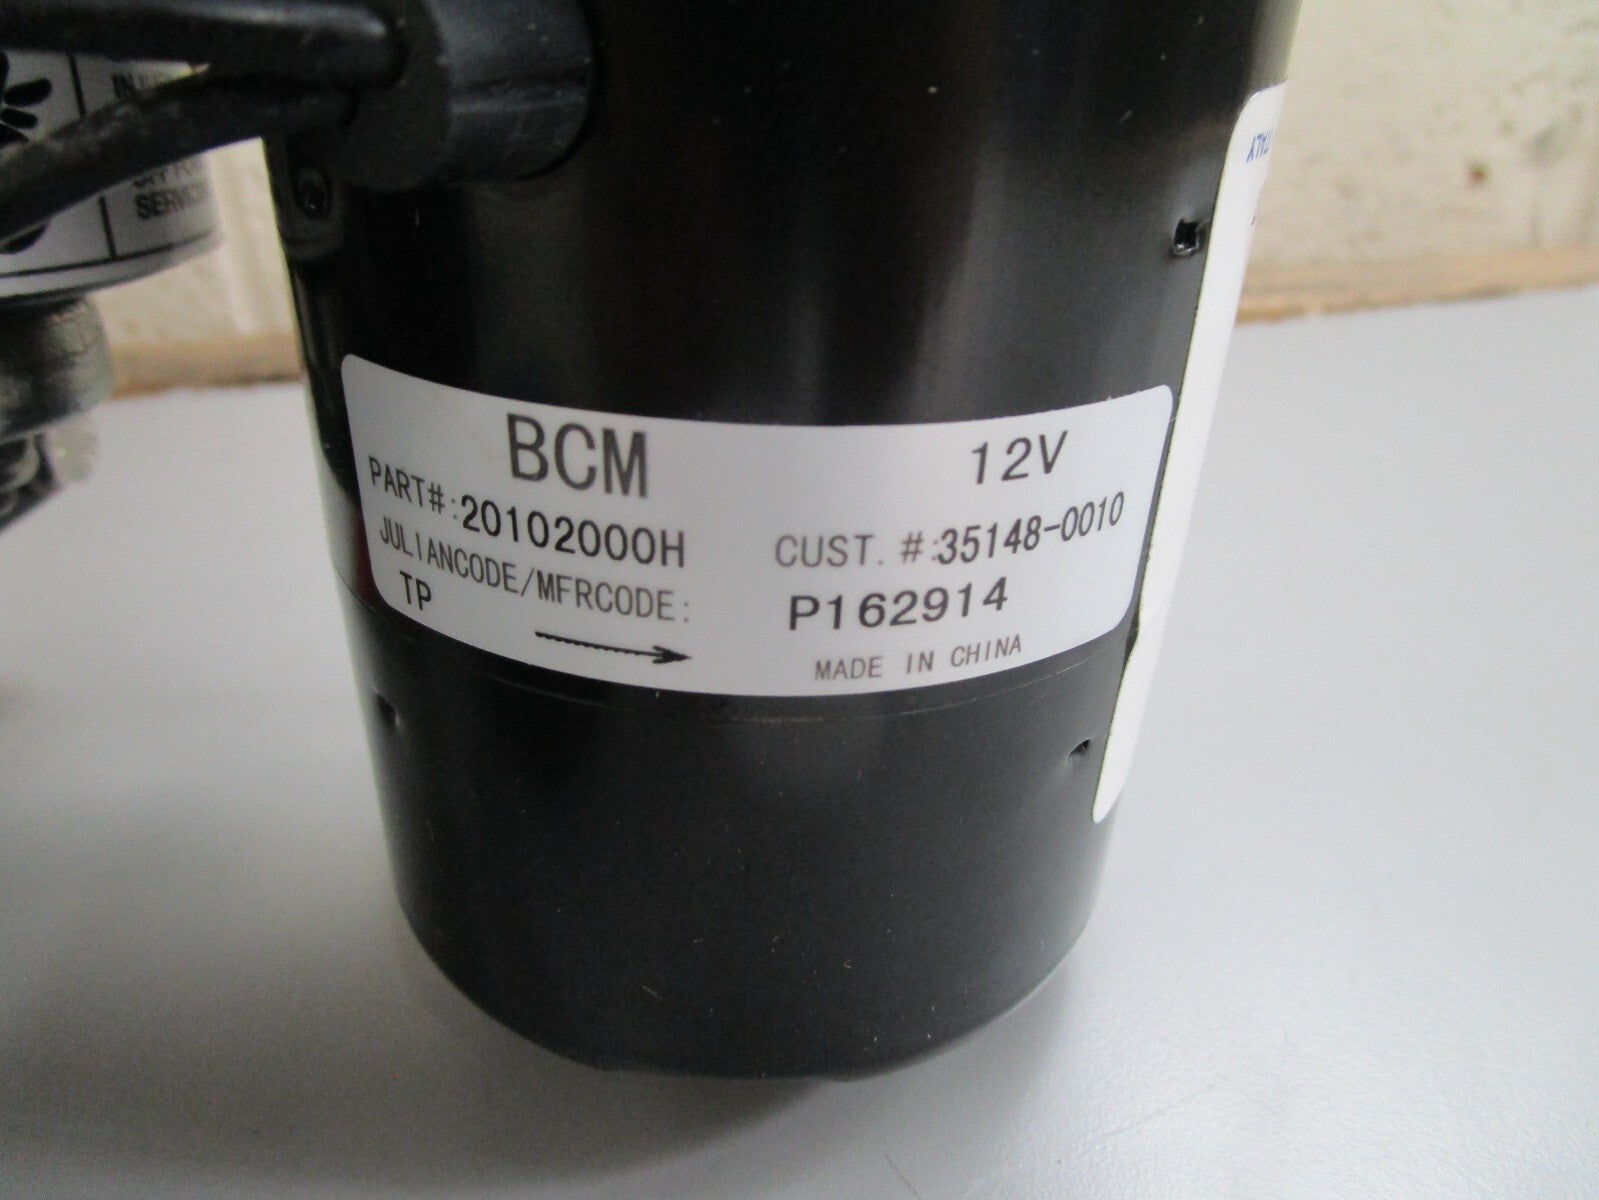 BCM 12V
PART#:20102000H CUST. #:35148-0010
JULIANCODE/MFRCODE: P162914
TP
MADE IN CHINA